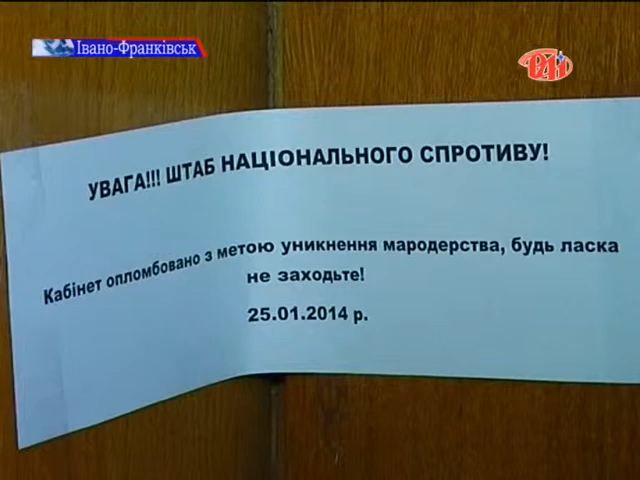 Івано-Франківськ
УВАГА!!! ШТАБ НАЦІОНАЛЬНОГО СПРОТИВУ!
Кабінет опломбовано з метою уникнення мародерства, будь ласка
не заходьте!
25.01.2014 р.